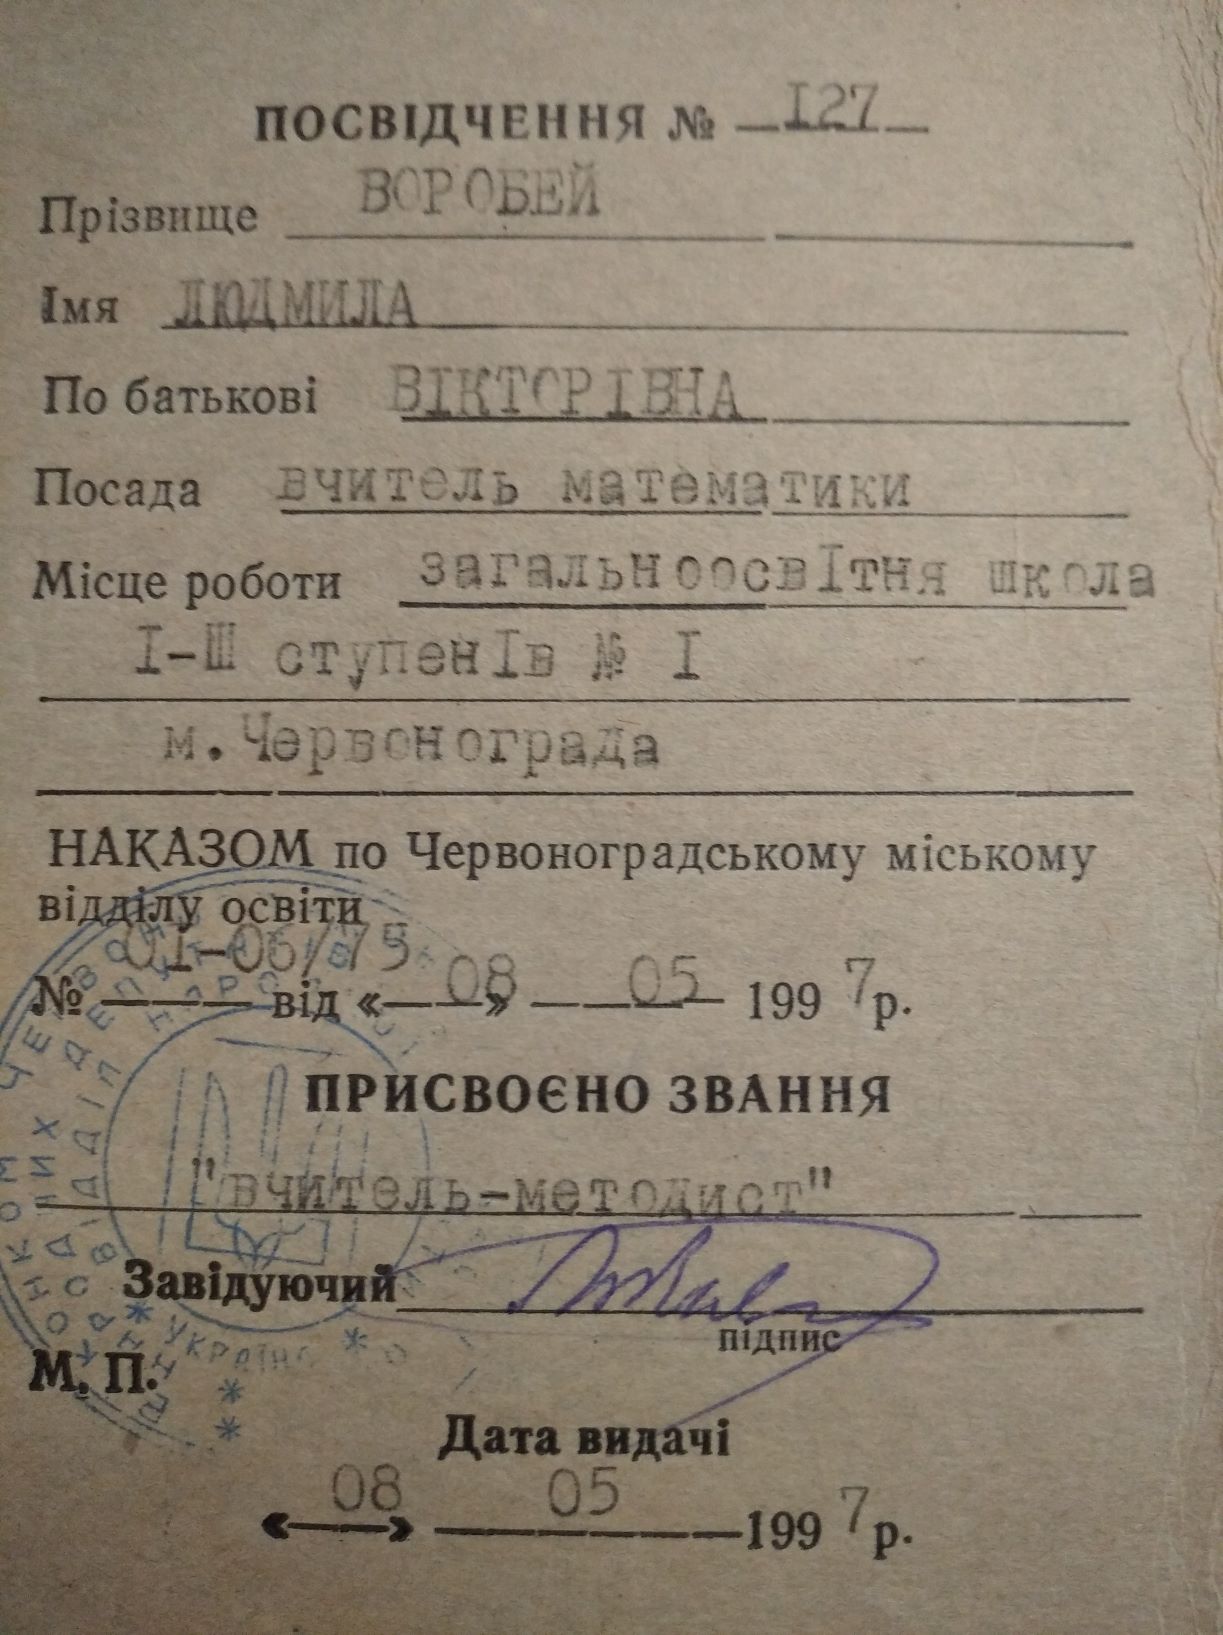 ПОСВІДЧЕННЯ № I27
Прізвище ВОРОБЕЙ
Імя ЛЮДМИЛА
По батькові ВІКТОРІВНА
Посада вчитель математики
Місце роботи загальноосвІтня школа
I-Ш ступенІв № I
м.Червонограда
НАКАЗОМ по Червоноградському міському
відділу освіти
№ 01-06/75 від «08» 05 1997р.
ПРИСВОЄНО ЗВАННЯ
"вчитель-методист"
Завідуючий
підпис
М. П.
УКРАЇНА
Дата видачі
«08» 05 1997р.